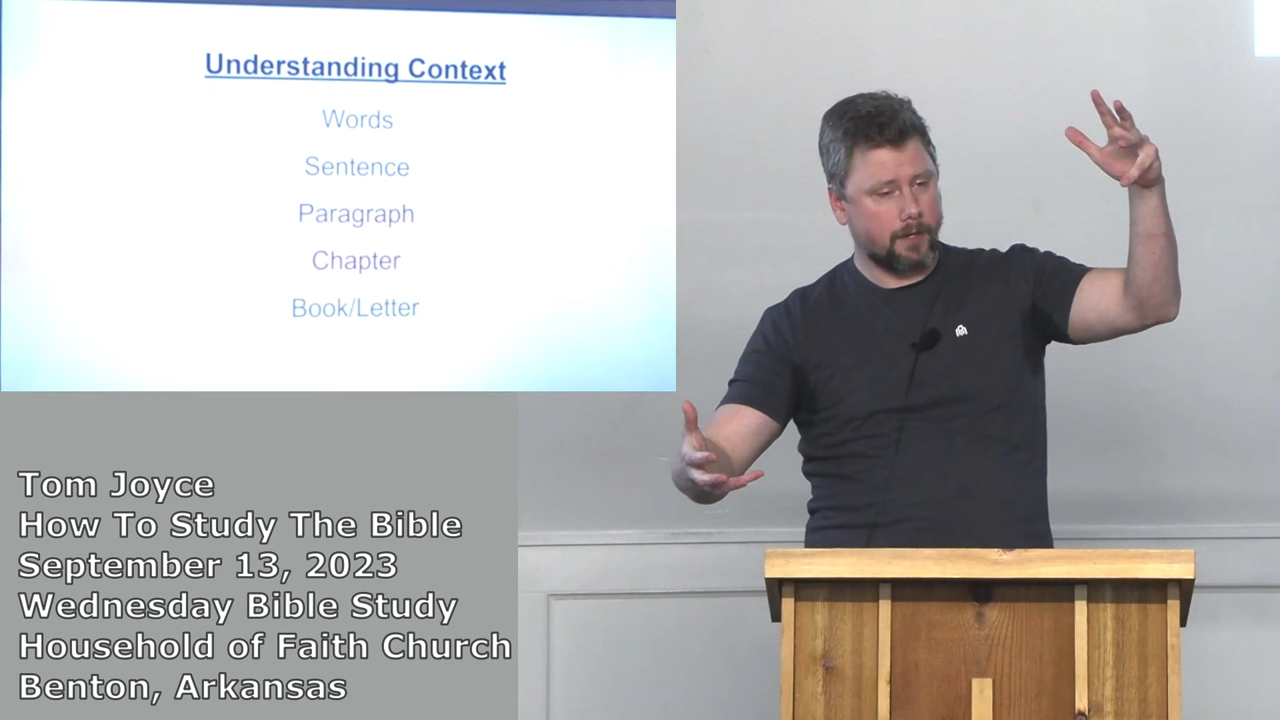 Understanding Context
Words
Sentence
Paragraph
Chapter
Book/Letter
Tom Joyce
How To Study The Bible
September 13, 2023
Wednesday Bible Study
Household of Faith Church
Benton, Arkansas